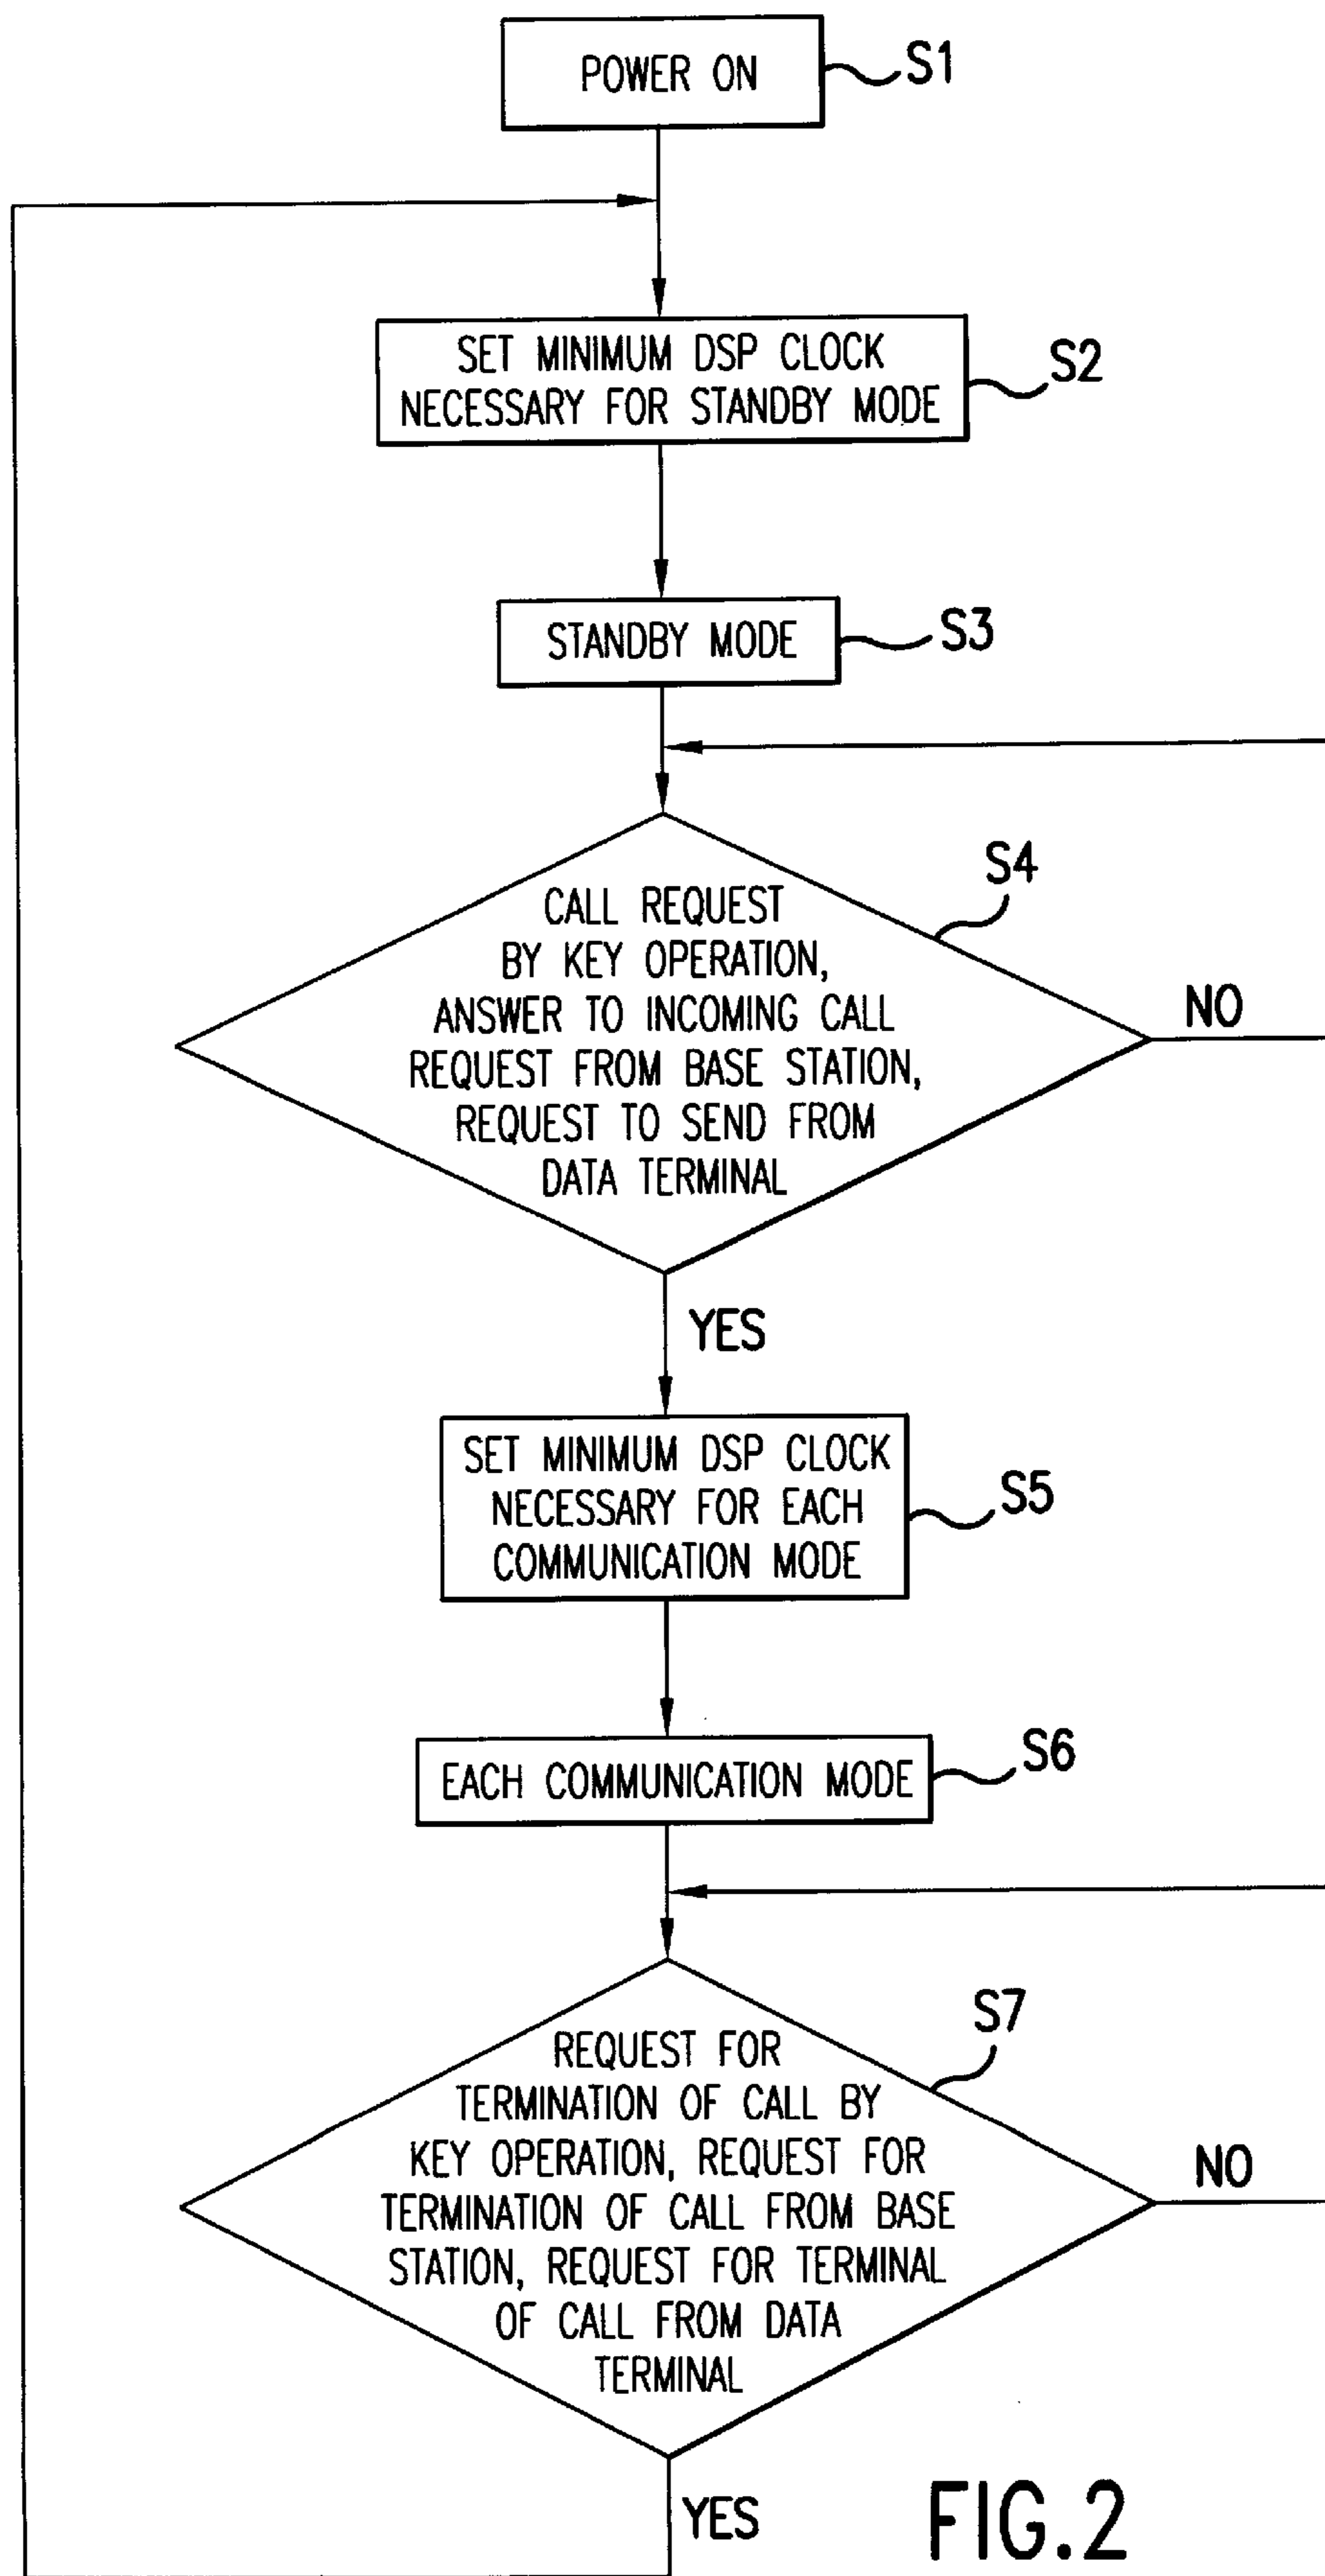 POWER ON
S1
SET MINIMUM DSP CLOCK
NECESSARY FOR STANDBY MODE
S2
STANDBY MODE
S3
S4
CALL REQUEST
BY KEY OPERATION,
ANSWER TO INCOMING CALL
REQUEST FROM BASE STATION,
REQUEST TO SEND FROM
DATA TERMINAL
NO
YES
SET MINIMUM DSP CLOCK
NECESSARY FOR EACH
COMMUNICATION MODE
S5
EACH COMMUNICATION MODE
S6
S7
REQUEST FOR
TERMINATION OF CALL BY
KEY OPERATION, REQUEST FOR
TERMINATION OF CALL FROM BASE
STATION, REQUEST FOR TERMINAL
OF CALL FROM DATA
TERMINAL
NO
YES
FIG.2